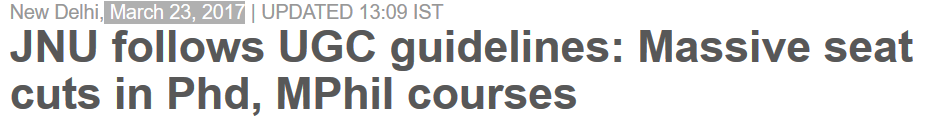 New Delhi, March 23, 2017 | UPDATED 13:09 IST
JNU follows UGC guidelines: Massive seat
cuts in Phd, MPhil courses